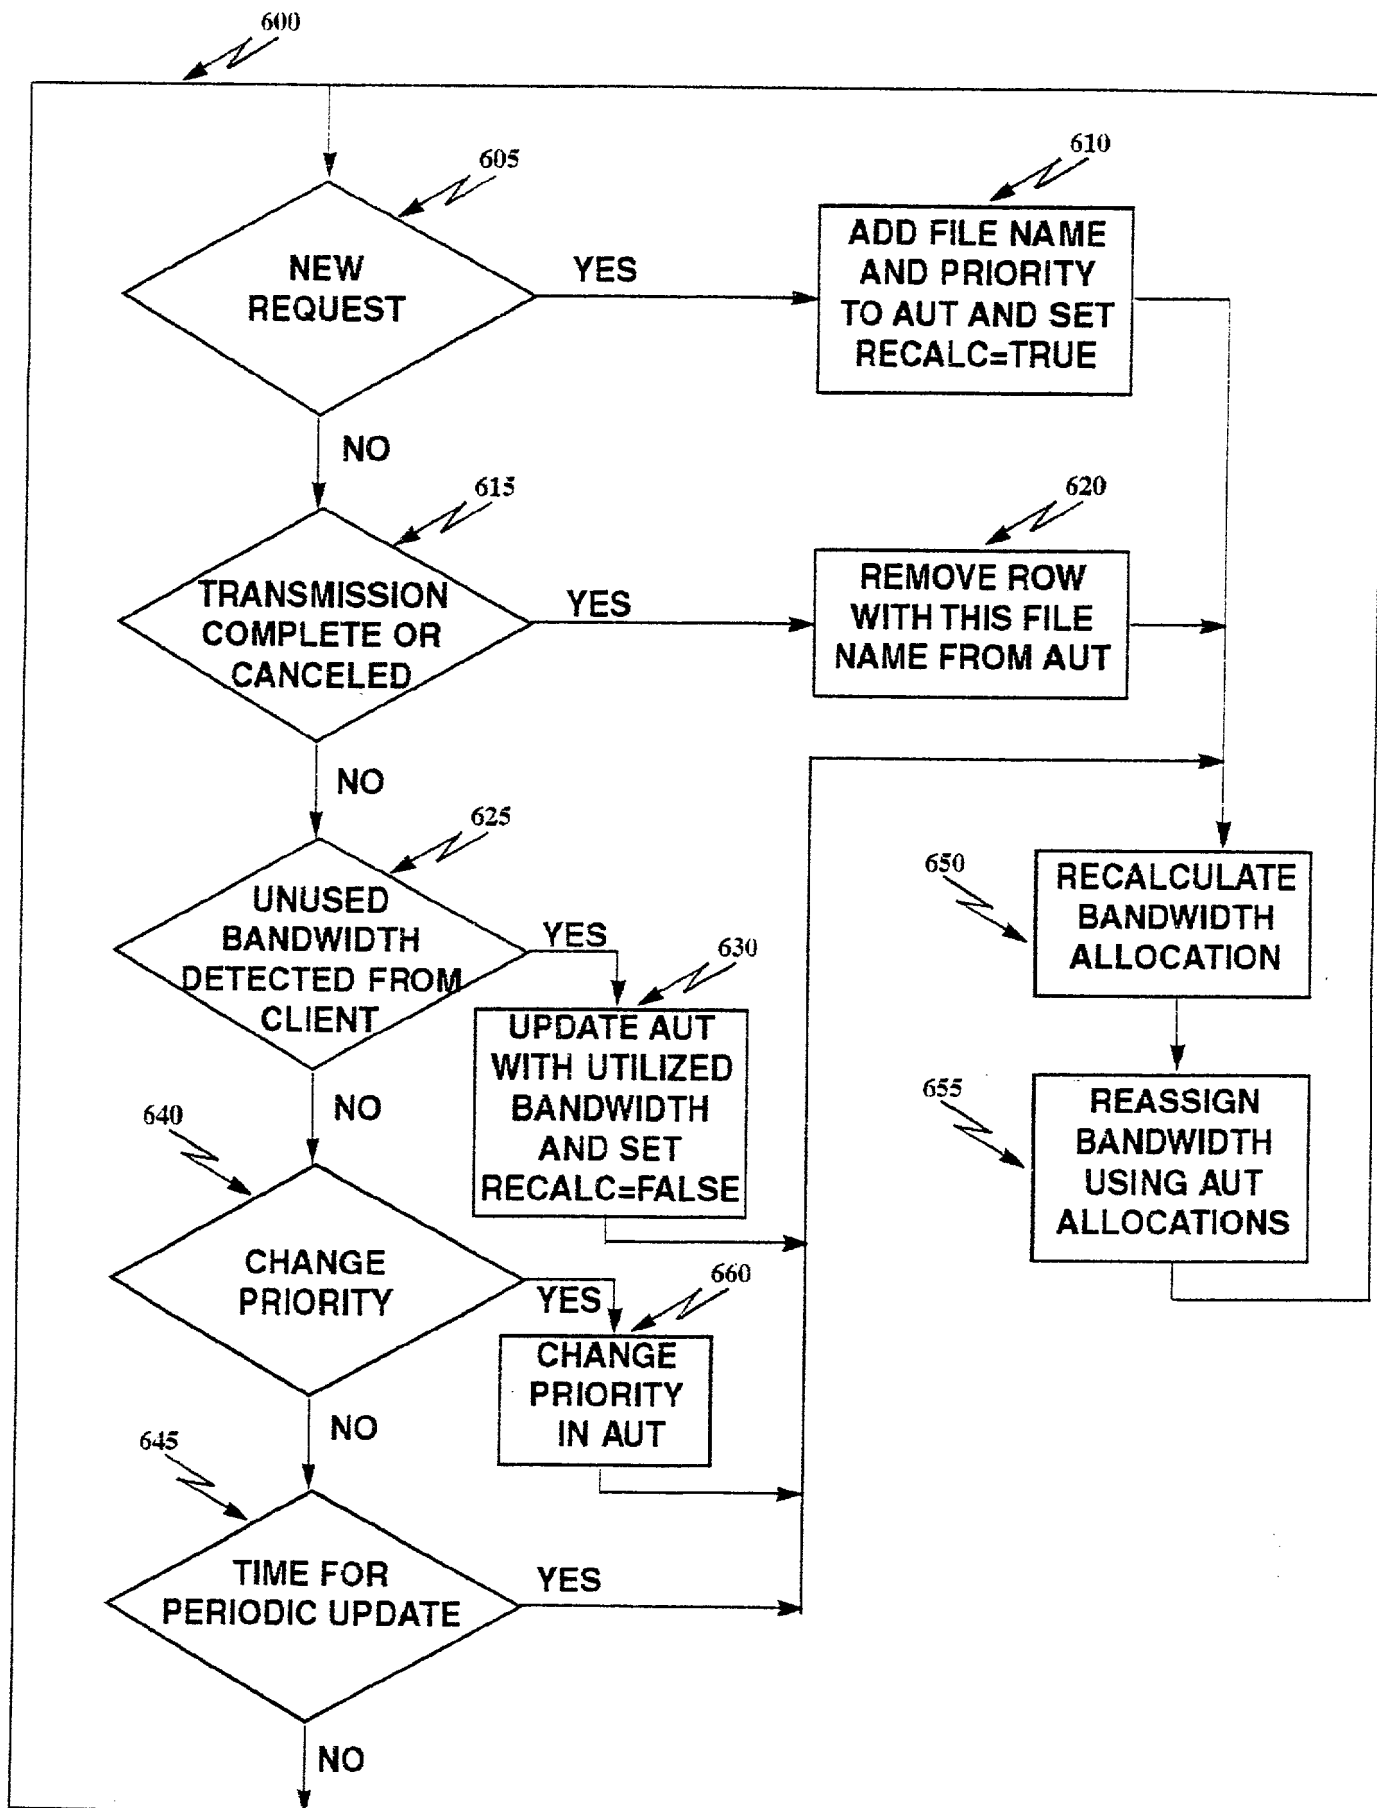 600
605
610
NEW
REQUEST
YES
ADD FILE NAME
AND PRIORITY
TO AUT AND SET
RECALC=TRUE
NO
615
620
TRANSMISSION
COMPLETE OR
CANCELED
YES
REMOVE ROW
WITH THIS FILE
NAME FROM AUT
NO
625
UNUSED
BANDWIDTH
DETECTED FROM
CLIENT
YES
630
UPDATE AUT
WITH UTILIZED
BANDWIDTH
AND SET
RECALC=FALSE
650
RECALCULATE
BANDWIDTH
ALLOCATION
NO
655
REASSIGN
BANDWIDTH
USING AUT
ALLOCATIONS
640
CHANGE
PRIORITY
YES
660
CHANGE
PRIORITY
IN AUT
NO
645
TIME FOR
PERIODIC UPDATE
YES
NO